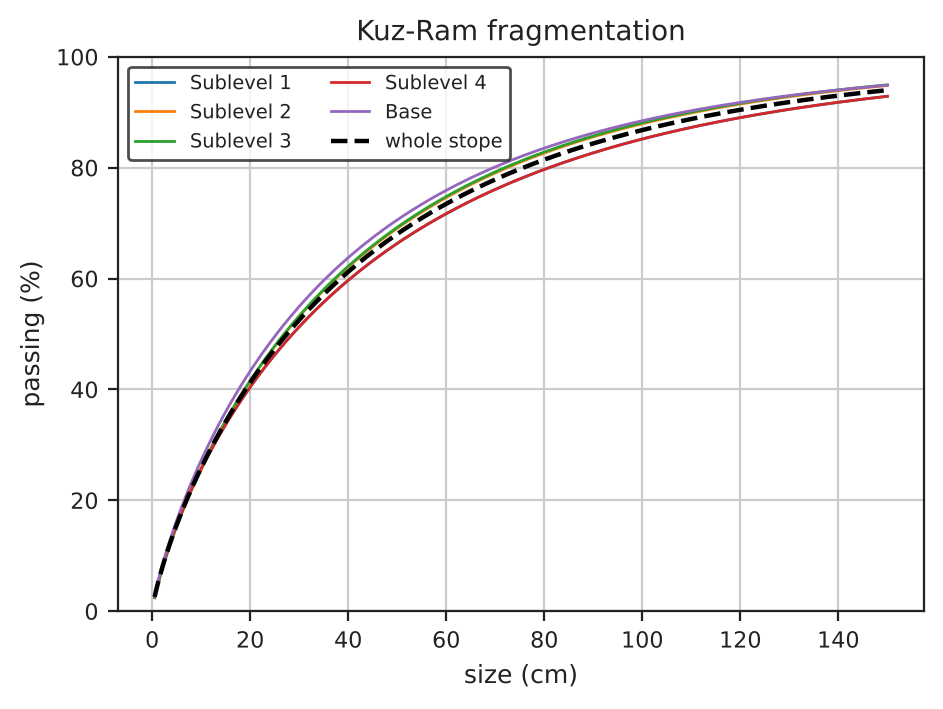 Kuz-Ram fragmentation
100
80
60
40
20
0
passing (%)
Sublevel 1
Sublevel 2
Sublevel 3
Sublevel 4
Base
whole stope
0 20 40 60 80 100 120 140
size (cm)